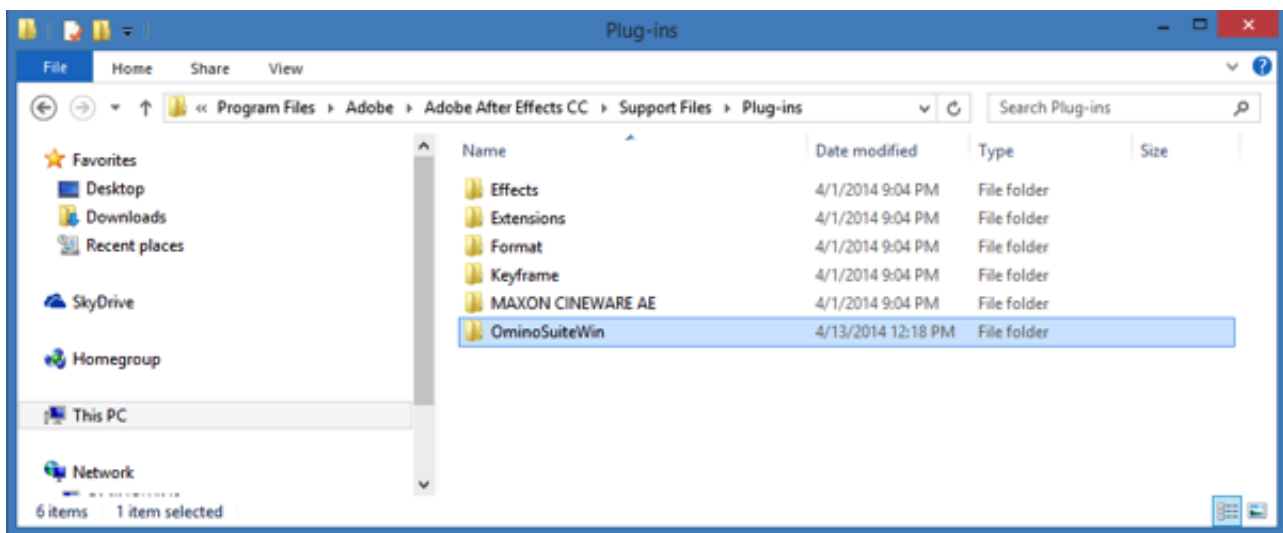 Plug-ins
File Home Share View
« Program Files Adobe Adobe After Effects CC Support Files Plug-ins Search Plug-ins
Favorites
Desktop
Downloads
Recent places
SkyDrive
Homegroup
This PC
Network
Name Date modified Type Size
Effects 4/1/2014 9:04 PM File folder
Extensions 4/1/2014 9:04 PM File folder
Format 4/1/2014 9:04 PM File folder
Keyframe 4/1/2014 9:04 PM File folder
MAXON CINEWARE AE 4/1/2014 9:04 PM File folder
OminoSuiteWin 4/13/2014 12:18 PM File folder
6 items 1 item selected